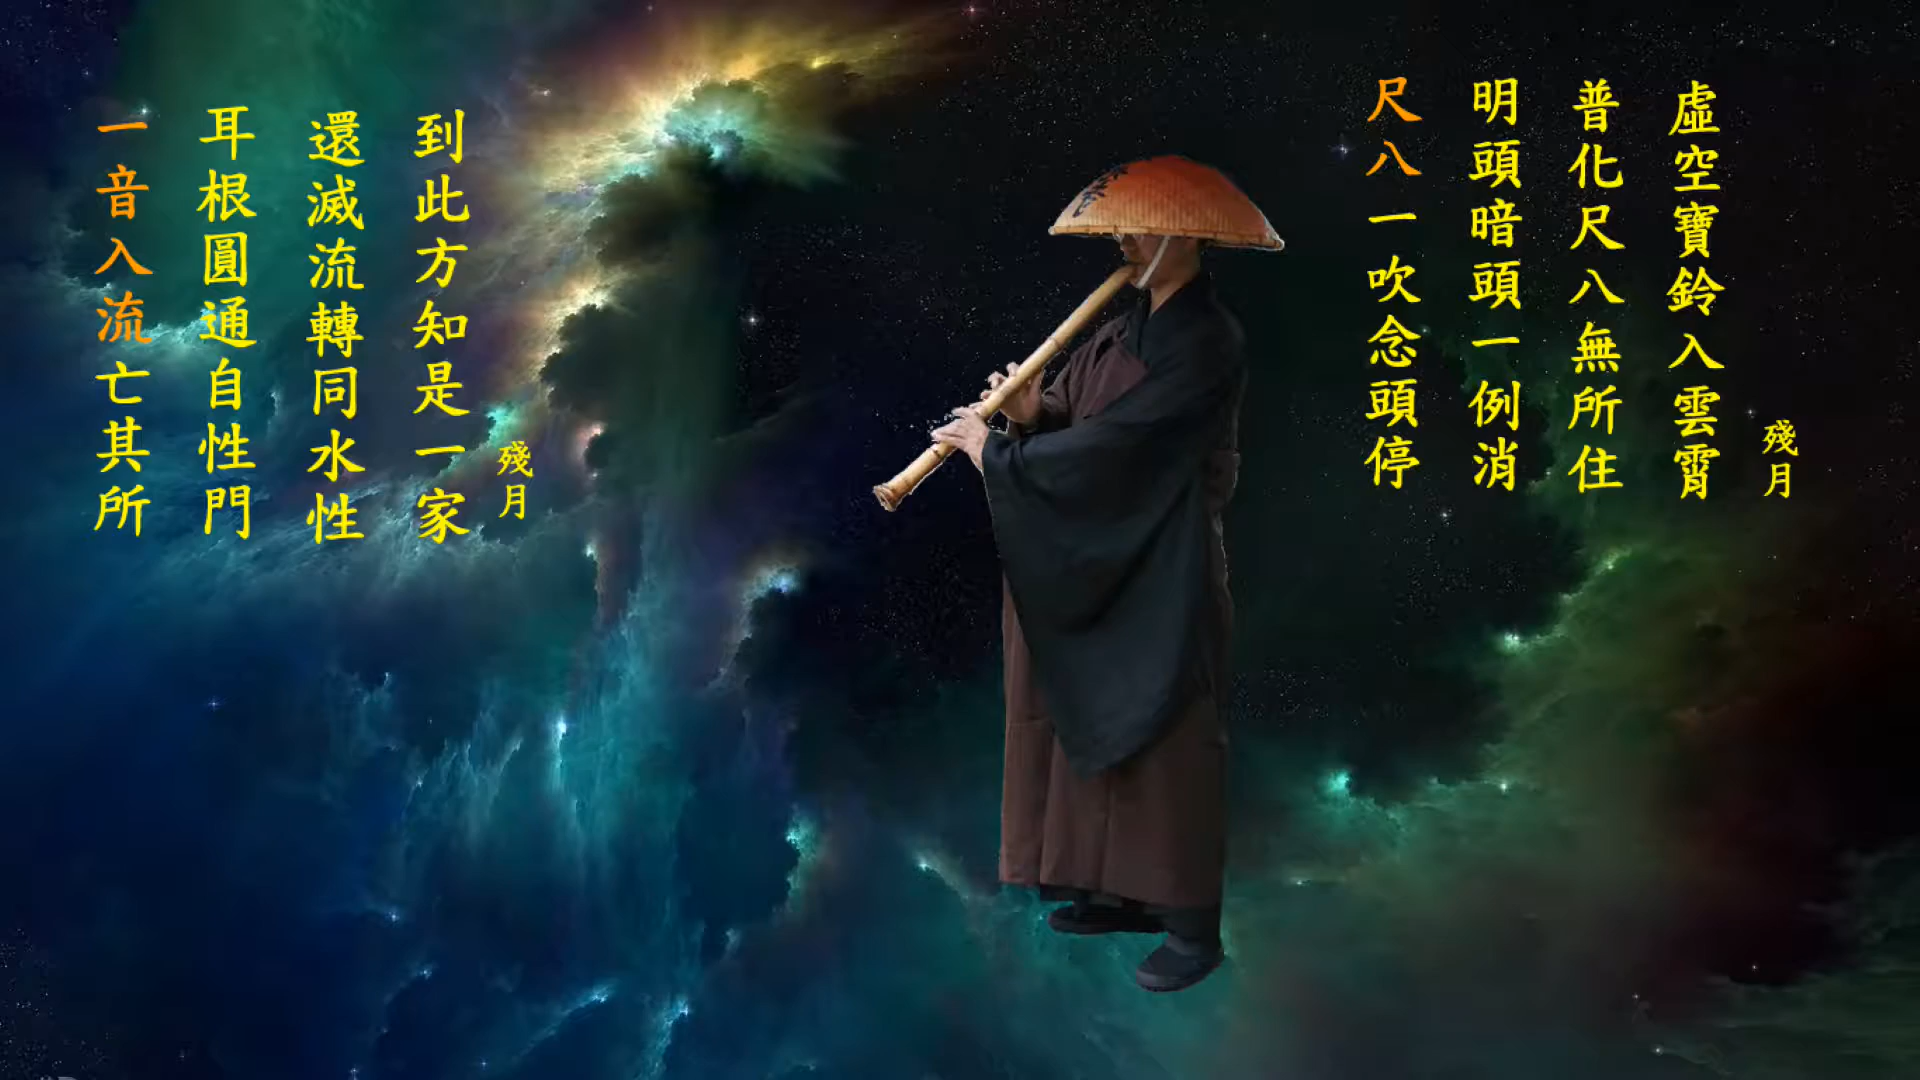 一音入流亡其所
耳根圓通自性門
還滅流轉同水性
到此方知是一家
殘月
尺八一吹念頭停
明頭暗頭一例消
普化尺八無所住
虛空寶鈴入雲霄
殘月